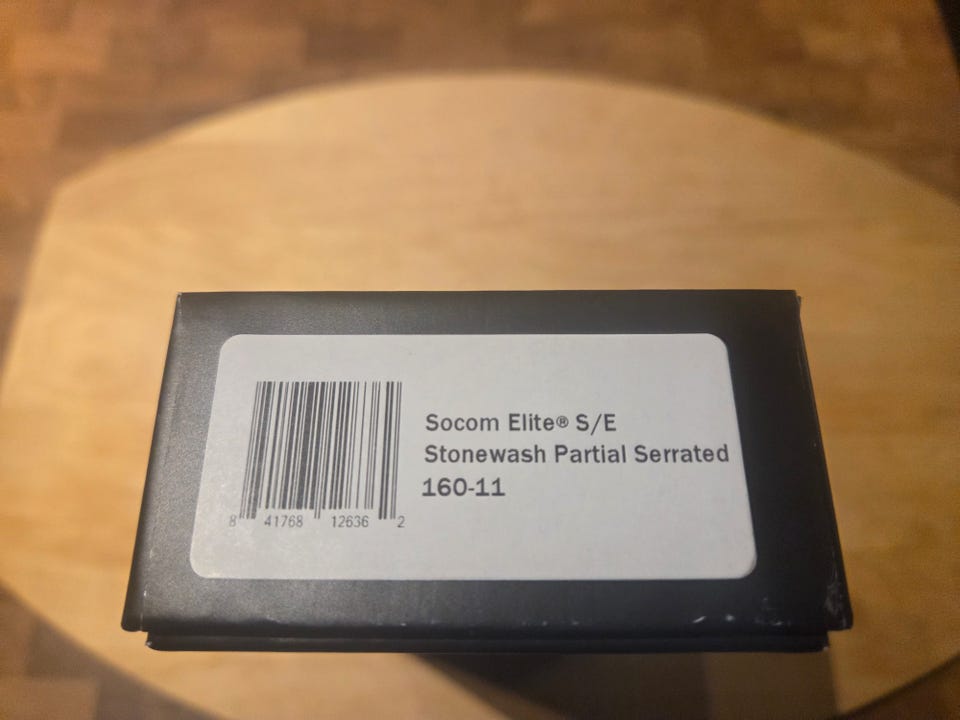 Socom Elite® S/E
Stonewash Partial Serrated
160-11
8 41768 12636 2